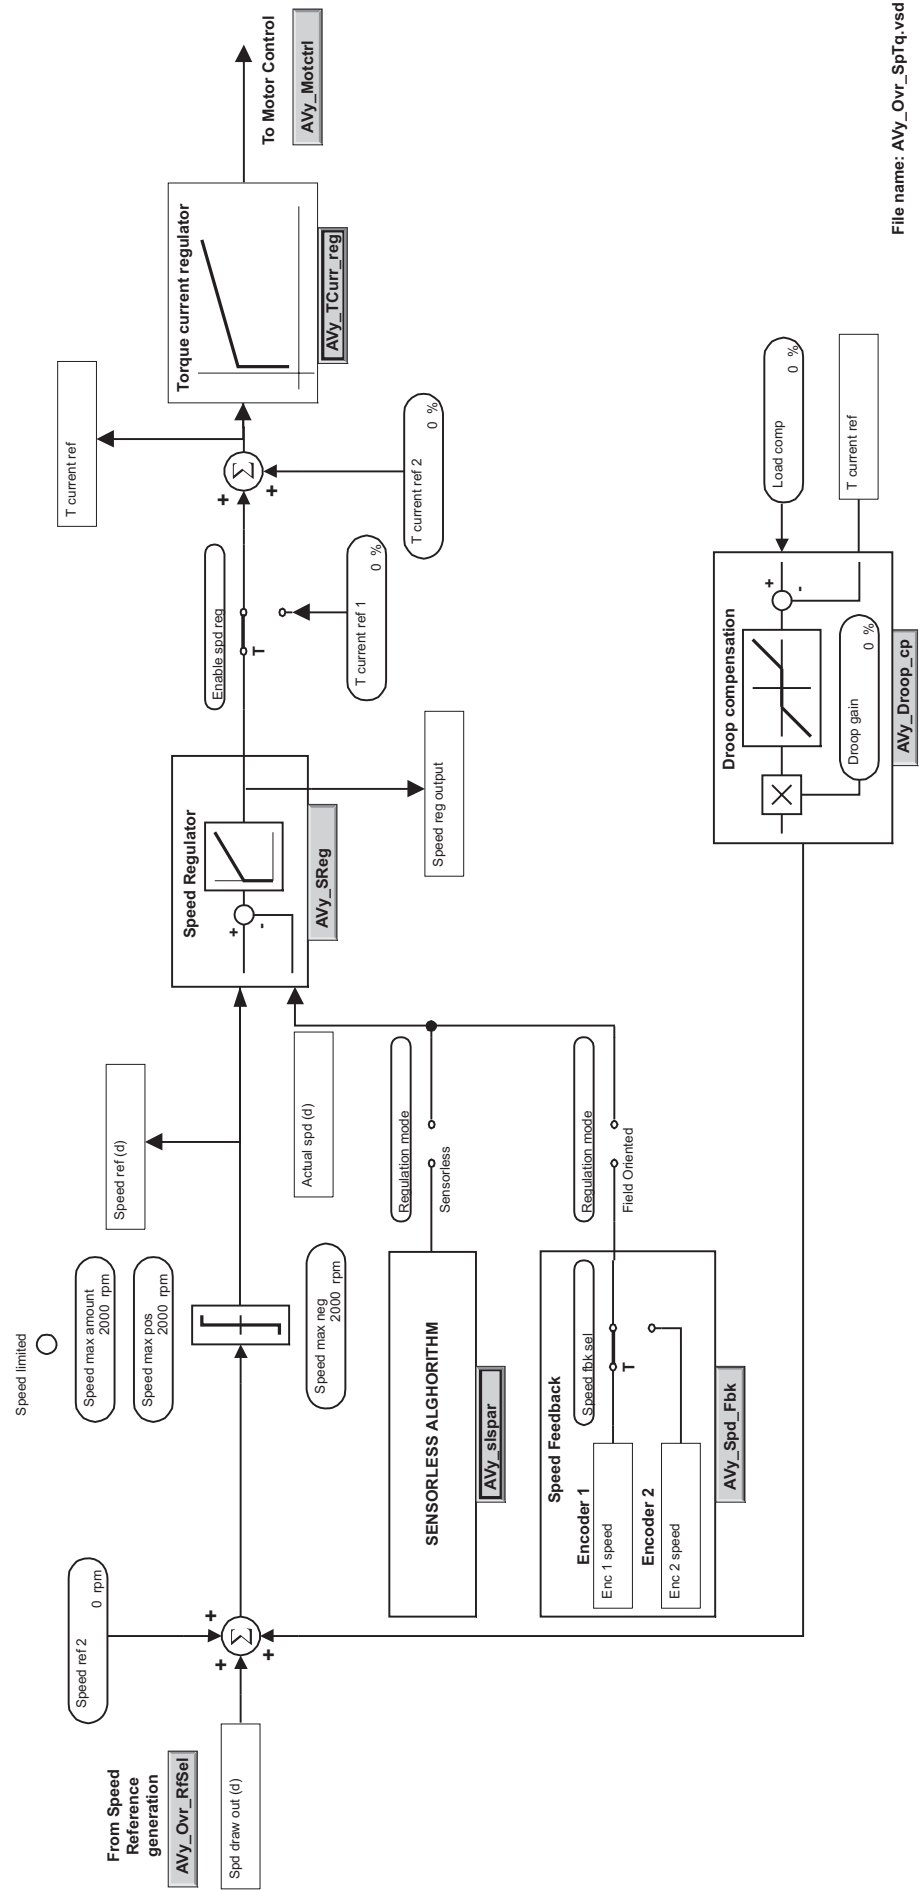 From Speed
Reference
generation
AVy_Ovr_RfSel
Spd draw out (d)
Speed ref 2
0 rpm
+
+
+
Σ
Speed limited
Speed max amount
2000 rpm
Speed max pos
2000 rpm
Speed max neg
2000 rpm
Speed ref (d)
Actual spd (d)
Speed Regulator
+
-
AVy_SReg
Speed reg output
Enable spd reg
T
T current ref 1
0 %
+
+
Σ
T current ref 2
0 %
T current ref
Torque current regulator
AVy_TCurr_reg
To Motor Control
AVy_Motctrl
SENSORLESS ALGHORITHM
AVy_slspar
Regulation mode
Sensorless
Speed Feedback
Encoder 1
Enc 1 speed
Encoder 2
Enc 2 speed
Speed fbk sel
T
AVy_Spd_Fbk
Regulation mode
Field Oriented
Droop compensation
Droop gain
0 %
+
-
AVy_Droop_cp
Load comp
0 %
T current ref
File name: AVy_Ovr_SpTq.vsd